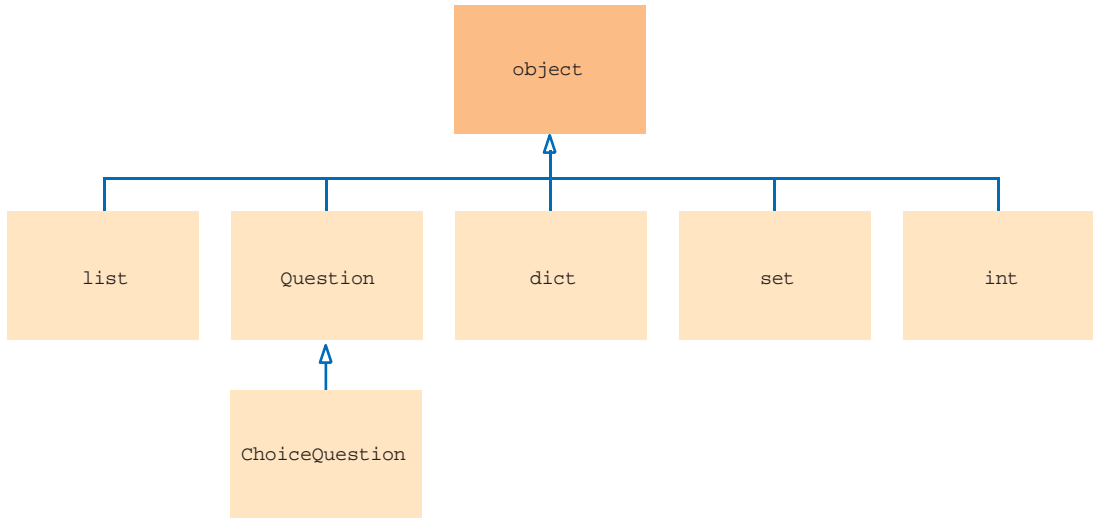 object
list
Question
dict
set
int
ChoiceQuestion